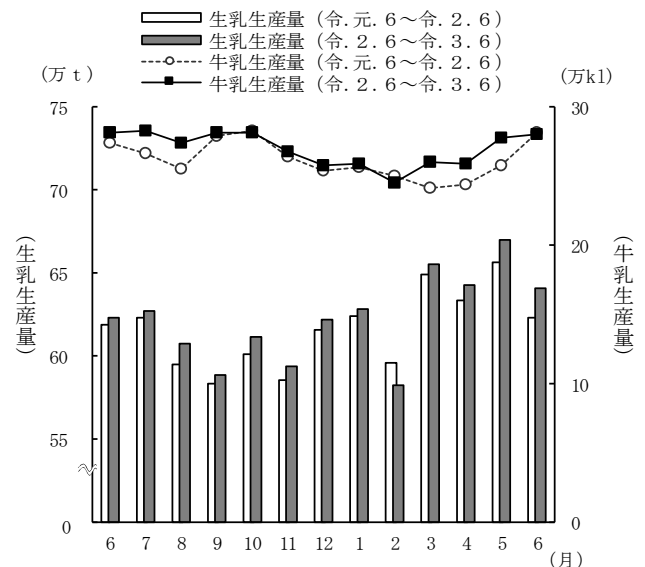 生乳生産量（令.元.６～令.２.６）
生乳生産量（令.２.６～令.３.６）
牛乳生産量（令.元.６～令.２.６）
牛乳生産量（令.２.６～令.３.６）
(万ｔ)
(万kl)
75
70
65
60
55
0
（生乳生産量）
30
20
10
0
（牛乳生産量）
6 7 8 9 10 11 12 1 2 3 4 5 6
(月)